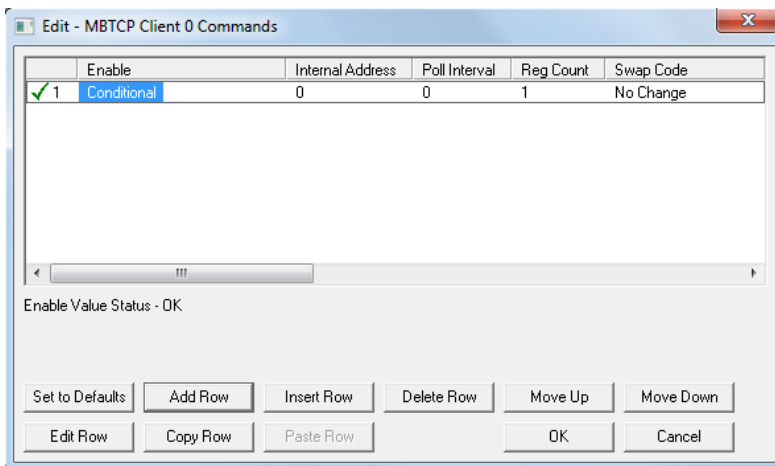 Edit - MBTCP Client 0 Commands
Enable Internal Address Poll Interval Reg Count Swap Code
1 Conditional 0 0 1 No Change
Enable Value Status - OK
Set to Defaults Add Row Insert Row Delete Row Move Up Move Down
Edit Row Copy Row Paste Row OK Cancel